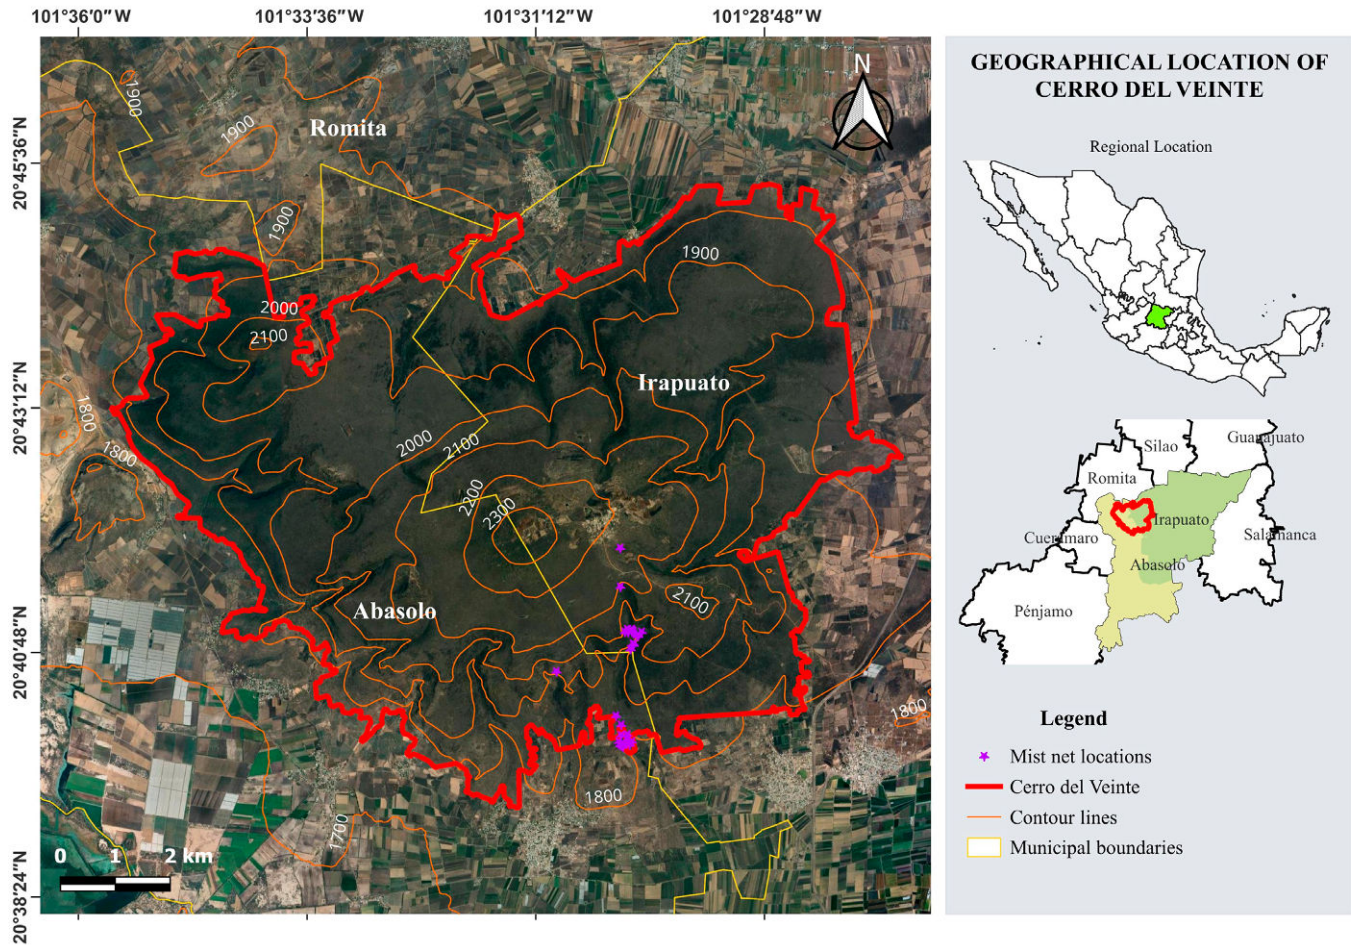 101°36'0"W
101°33'36"W
101°31'12"W
101°28'48"W
20°45'36"N
20°43'12"N
20°40'48"N
20°38'24"N
N
1900
1900
Romita
1900
1900
2000
2100
Irapuato
1800
1800
2000
2100
2200
2300
2100
Abasolo
1800
1800
1700
0 1 2 km
GEOGRAPHICAL LOCATION OF
CERRO DEL VEINTE
Regional Location
Silao
Guanajuato
Romita
Irapuato
Cuerámaro
Salamanca
Abasolo
Pénjamo
Legend
Mist net locations
Cerro del Veinte
Contour lines
Municipal boundaries